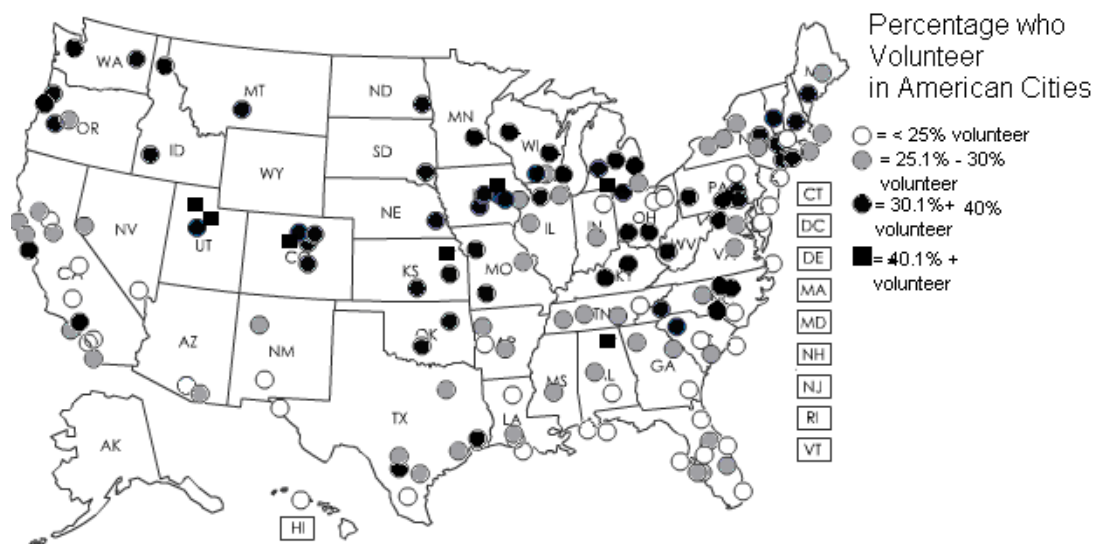 Percentage who
Volunteer
in American Cities
= < 25% volunteer
= 25.1% - 30%
volunteer
= 30.1%+ 40%
volunteer
= 40.1% +
volunteer
WA
MT
ND
MN
OR
ID
WI
SD
WY
NE
IL
OH
PA
NV
UT
KS
MO
WV
KY
VA
AZ
NM
OK
TN
GA
MS
TX
LA
AK
HI
CT
DC
DE
MA
MD
NH
NJ
RI
VT